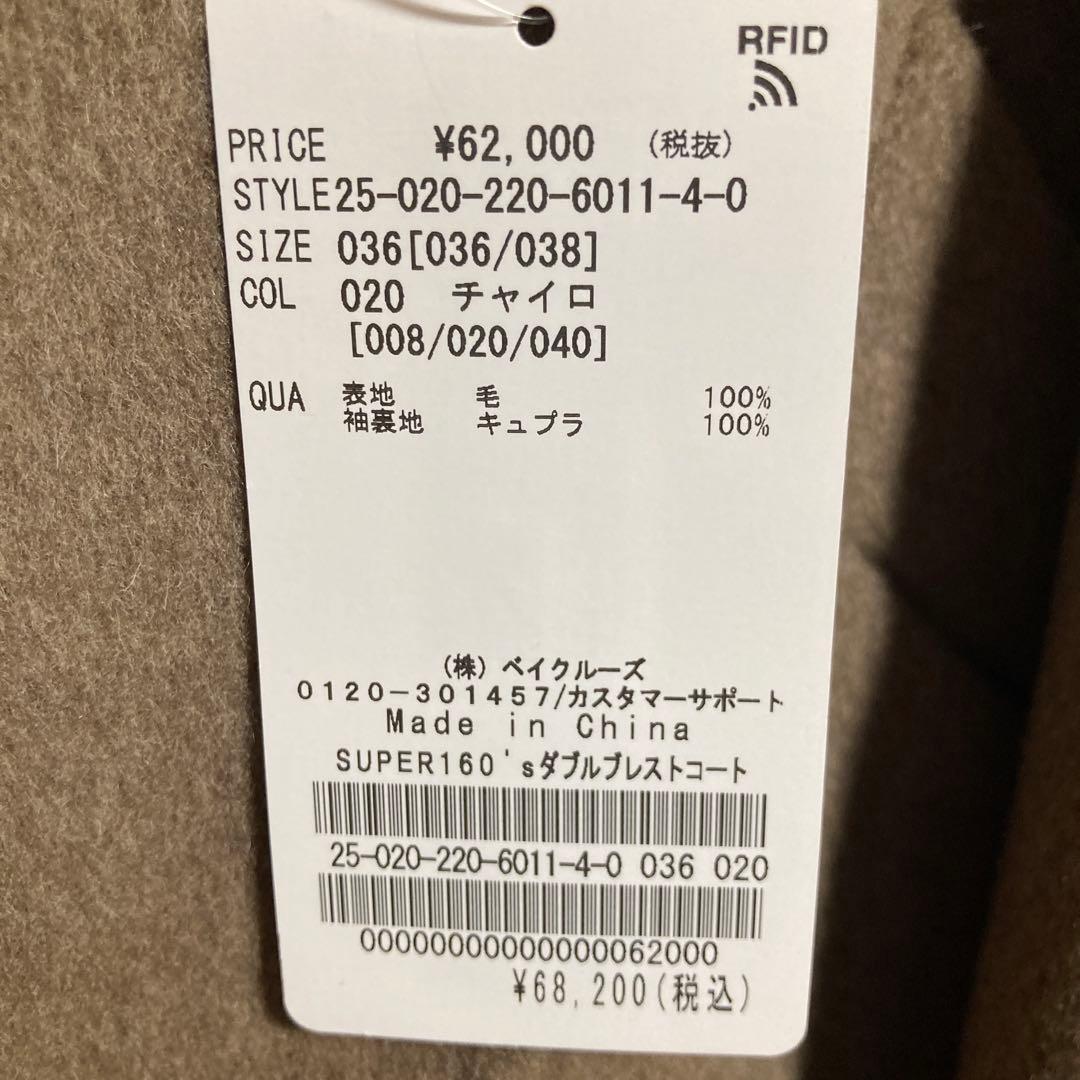 RFID
PRICE ¥62,000 (税抜)
STYLE25-020-220-6011-4-0
SIZE 036[036/038]
COL 020 チャイロ
[008/020/040]
QUA 表地 毛 100%
袖裏地 キュプラ 100%
(株) ベイクルーズ
0120-301457/カスタマーサポート
Made in China
SUPER160'sダブルブレストコート
25-020-220-6011-4-0 036 020
00000000000000062000
¥68,200(税込)